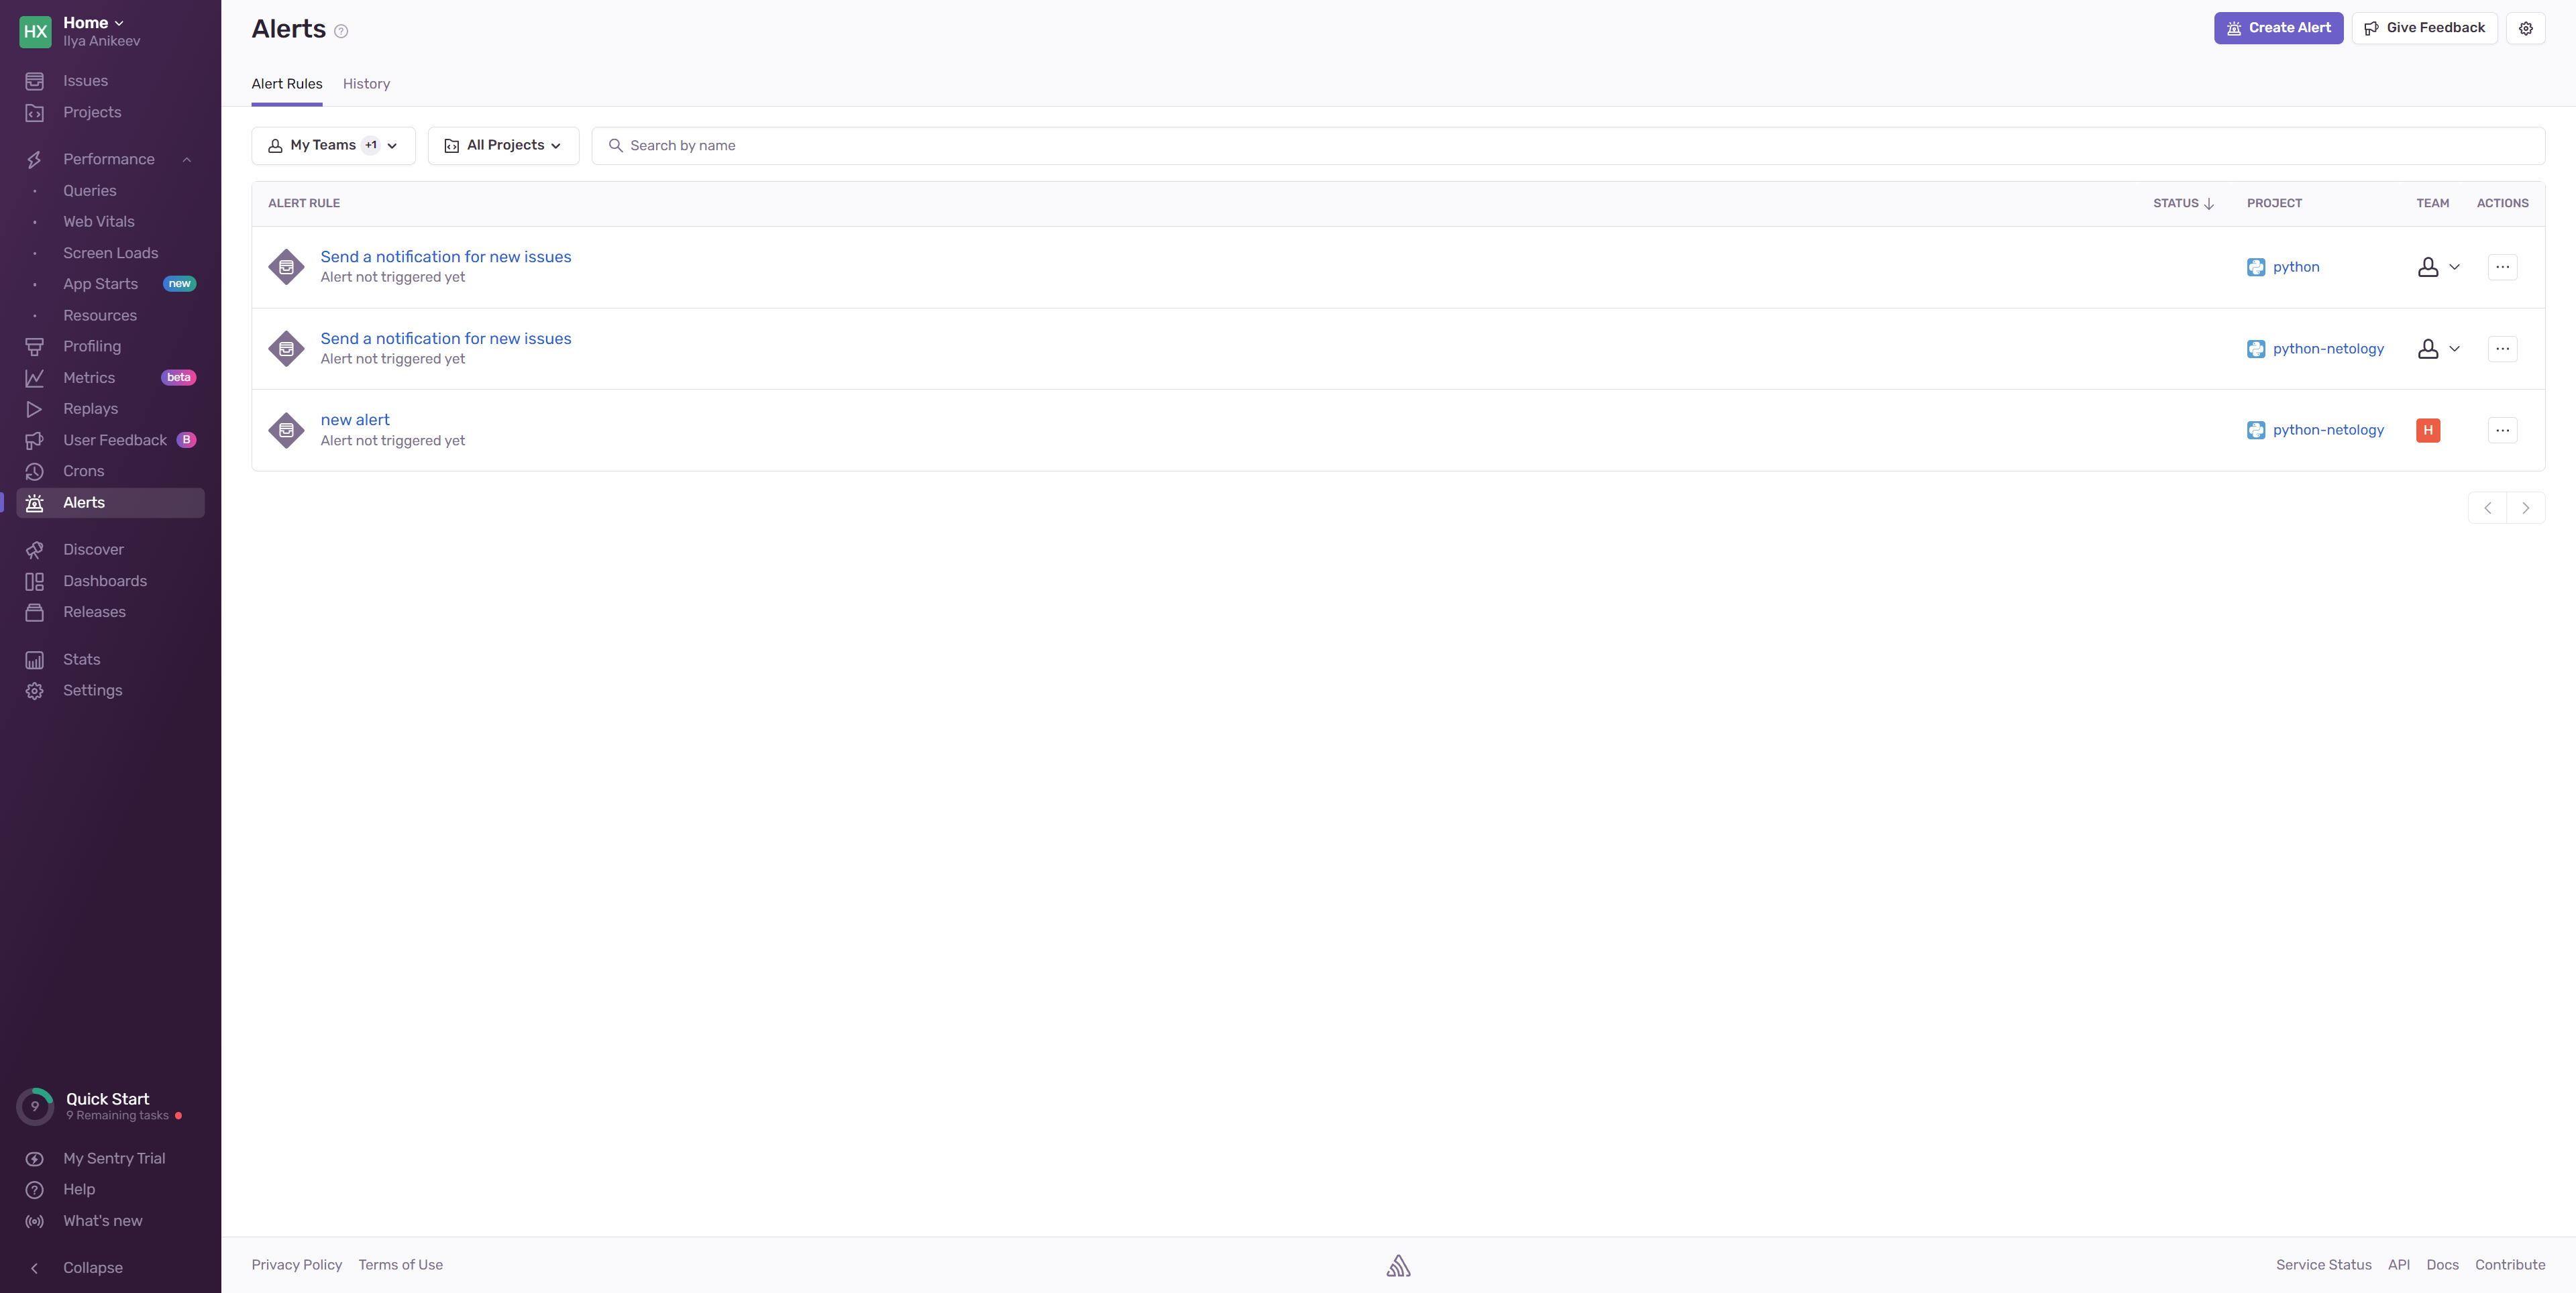 HX
Home
Ilya Anikeev
Issues
Projects
Performance
Queries
Web Vitals
Screen Loads
App Starts new
Resources
Profiling
Metrics beta
Replays
User Feedback B
Crons
Alerts
Discover
Dashboards
Releases
Stats
Settings
9
Quick Start
9 Remaining tasks
My Sentry Trial
Help
What's new
Collapse
Alerts ?
Create Alert
Give Feedback
Alert Rules History
My Teams +1
All Projects
Search by name
ALERT RULE STATUS PROJECT TEAM ACTIONS
Send a notification for new issues
Alert not triggered yet
python
Send a notification for new issues
Alert not triggered yet
python-netology
new alert
Alert not triggered yet
python-netology
H
Privacy Policy Terms of Use
Service Status API Docs Contribute